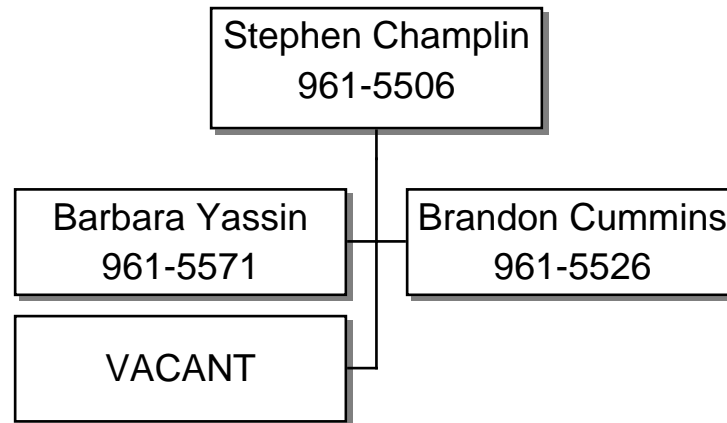 Stephen Champlin
961-5506
Barbara Yassin
961-5571
Brandon Cummins
961-5526
VACANT